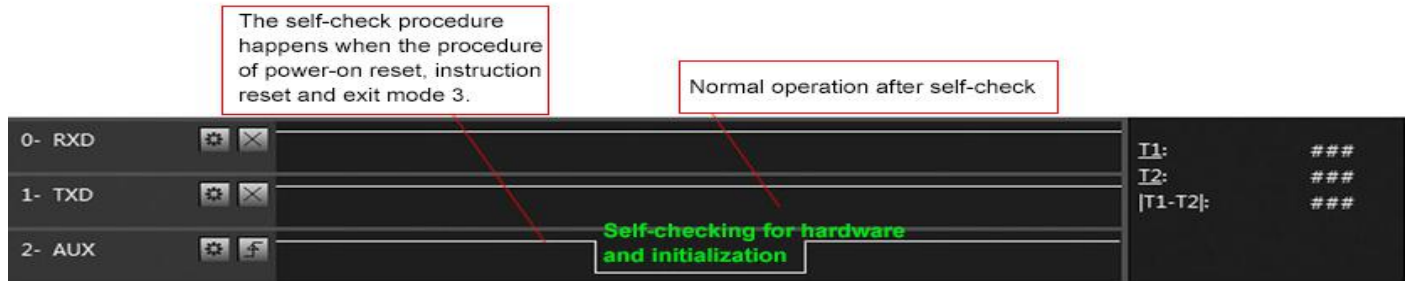 The self-check procedure
happens when the procedure
of power-on reset, instruction
reset and exit mode 3.
Normal operation after self-check
0- RXD
1- TXD
2- AUX
Self-checking for hardware
and initialization
T1: ###
T2: ###
|T1-T2|: ###